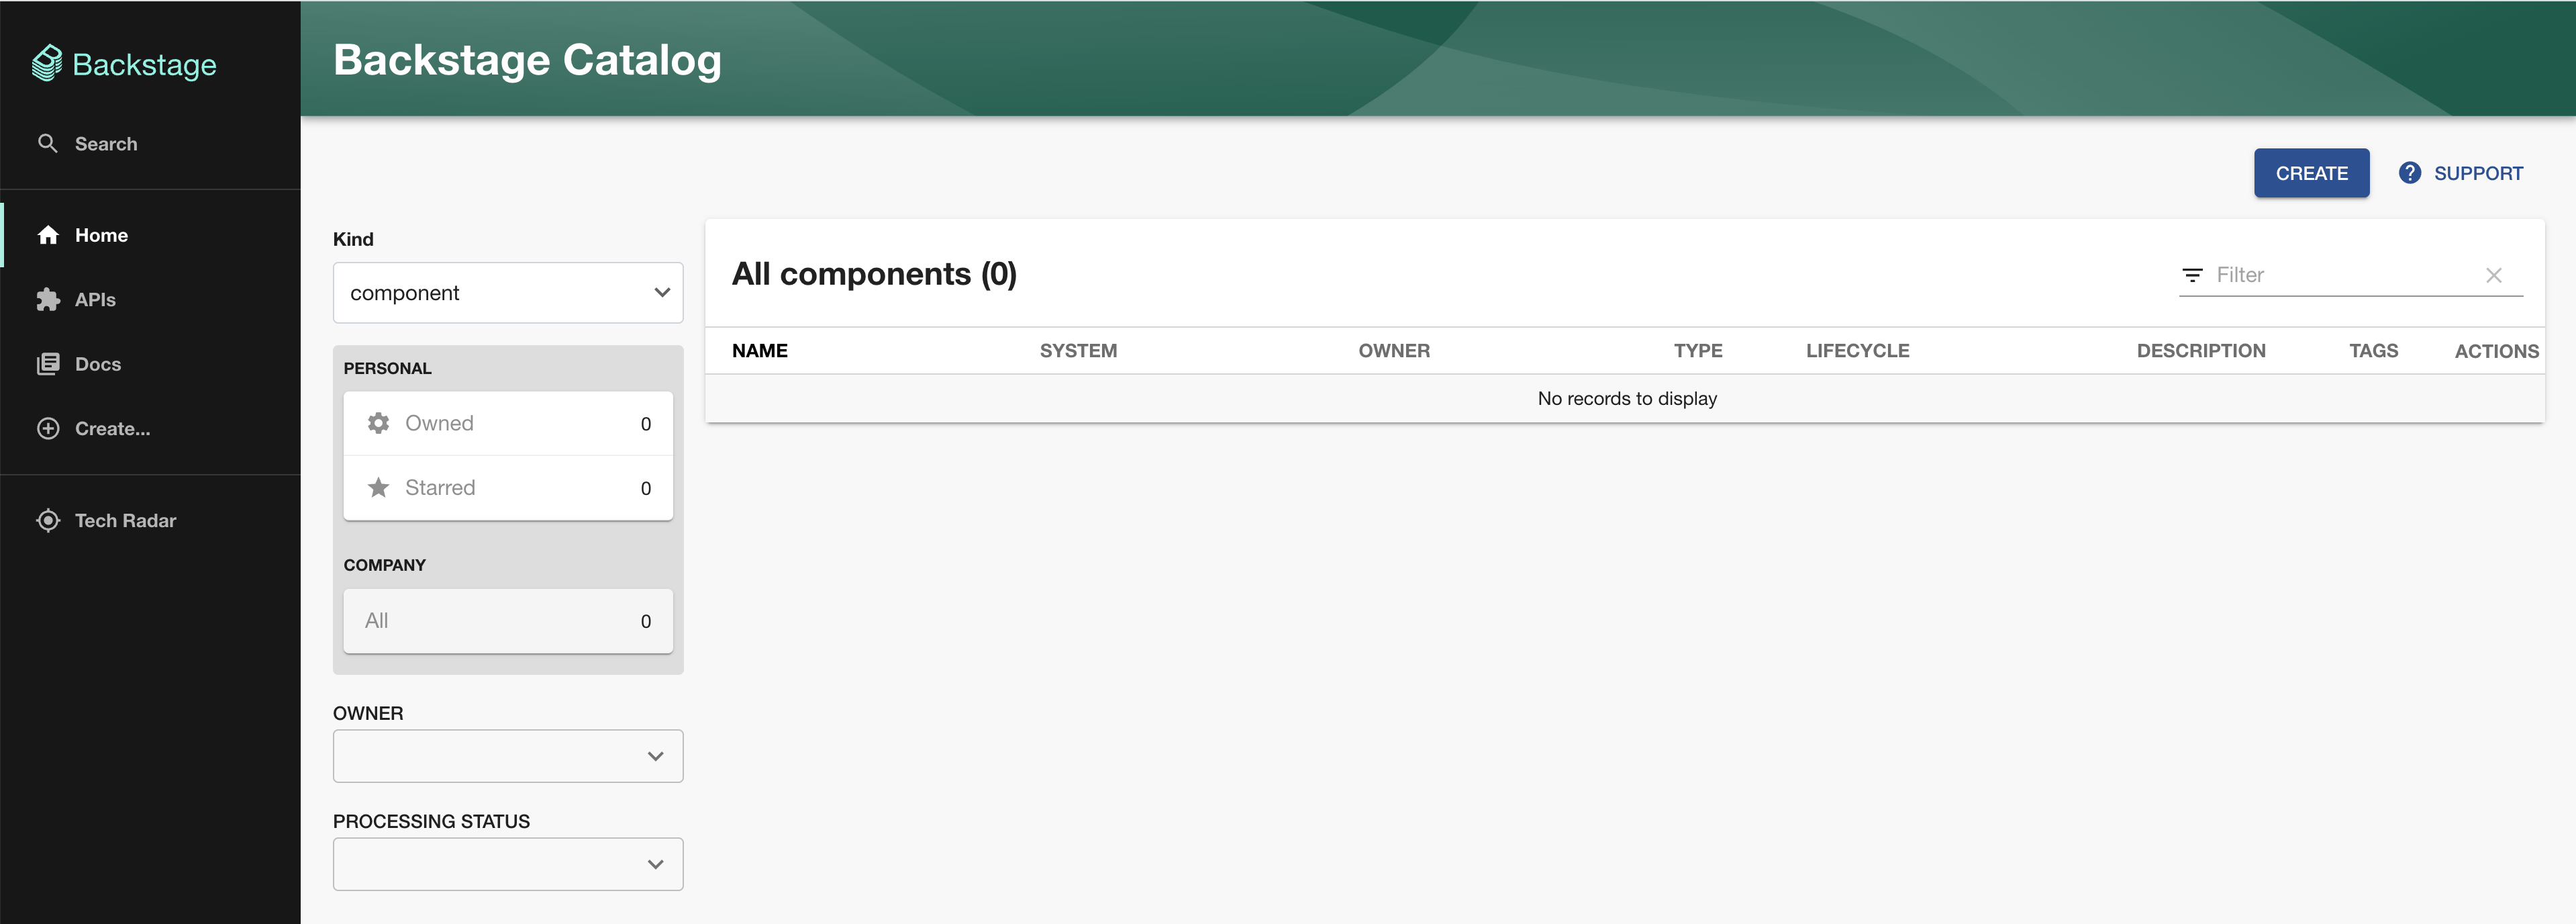 Backstage
Search
Home
APIs
Docs
Create...
Tech Radar
Backstage Catalog
CREATE
? SUPPORT
Kind
component
PERSONAL
Owned 0
Starred 0
COMPANY
All 0
OWNER
PROCESSING STATUS
All components (0)
Filter
NAME SYSTEM OWNER TYPE LIFECYCLE DESCRIPTION TAGS ACTIONS
No records to display